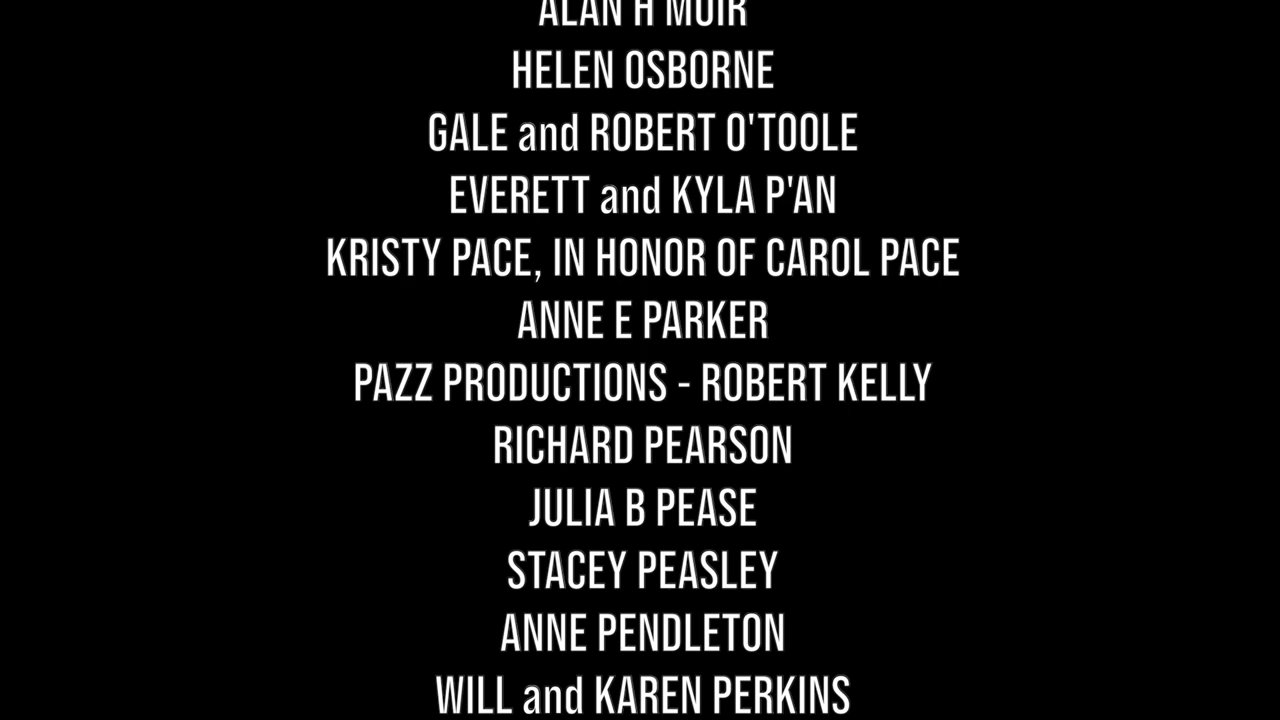 ALAN H MUIR
HELEN OSBORNE
GALE and ROBERT O'TOOLE
EVERETT and KYLA P'AN
KRISTY PACE, IN HONOR OF CAROL PACE
ANNE E PARKER
PAZZ PRODUCTIONS - ROBERT KELLY
RICHARD PEARSON
JULIA B PEASE
STACEY PEASLEY
ANNE PENDLETON
WILL and KAREN PERKINS